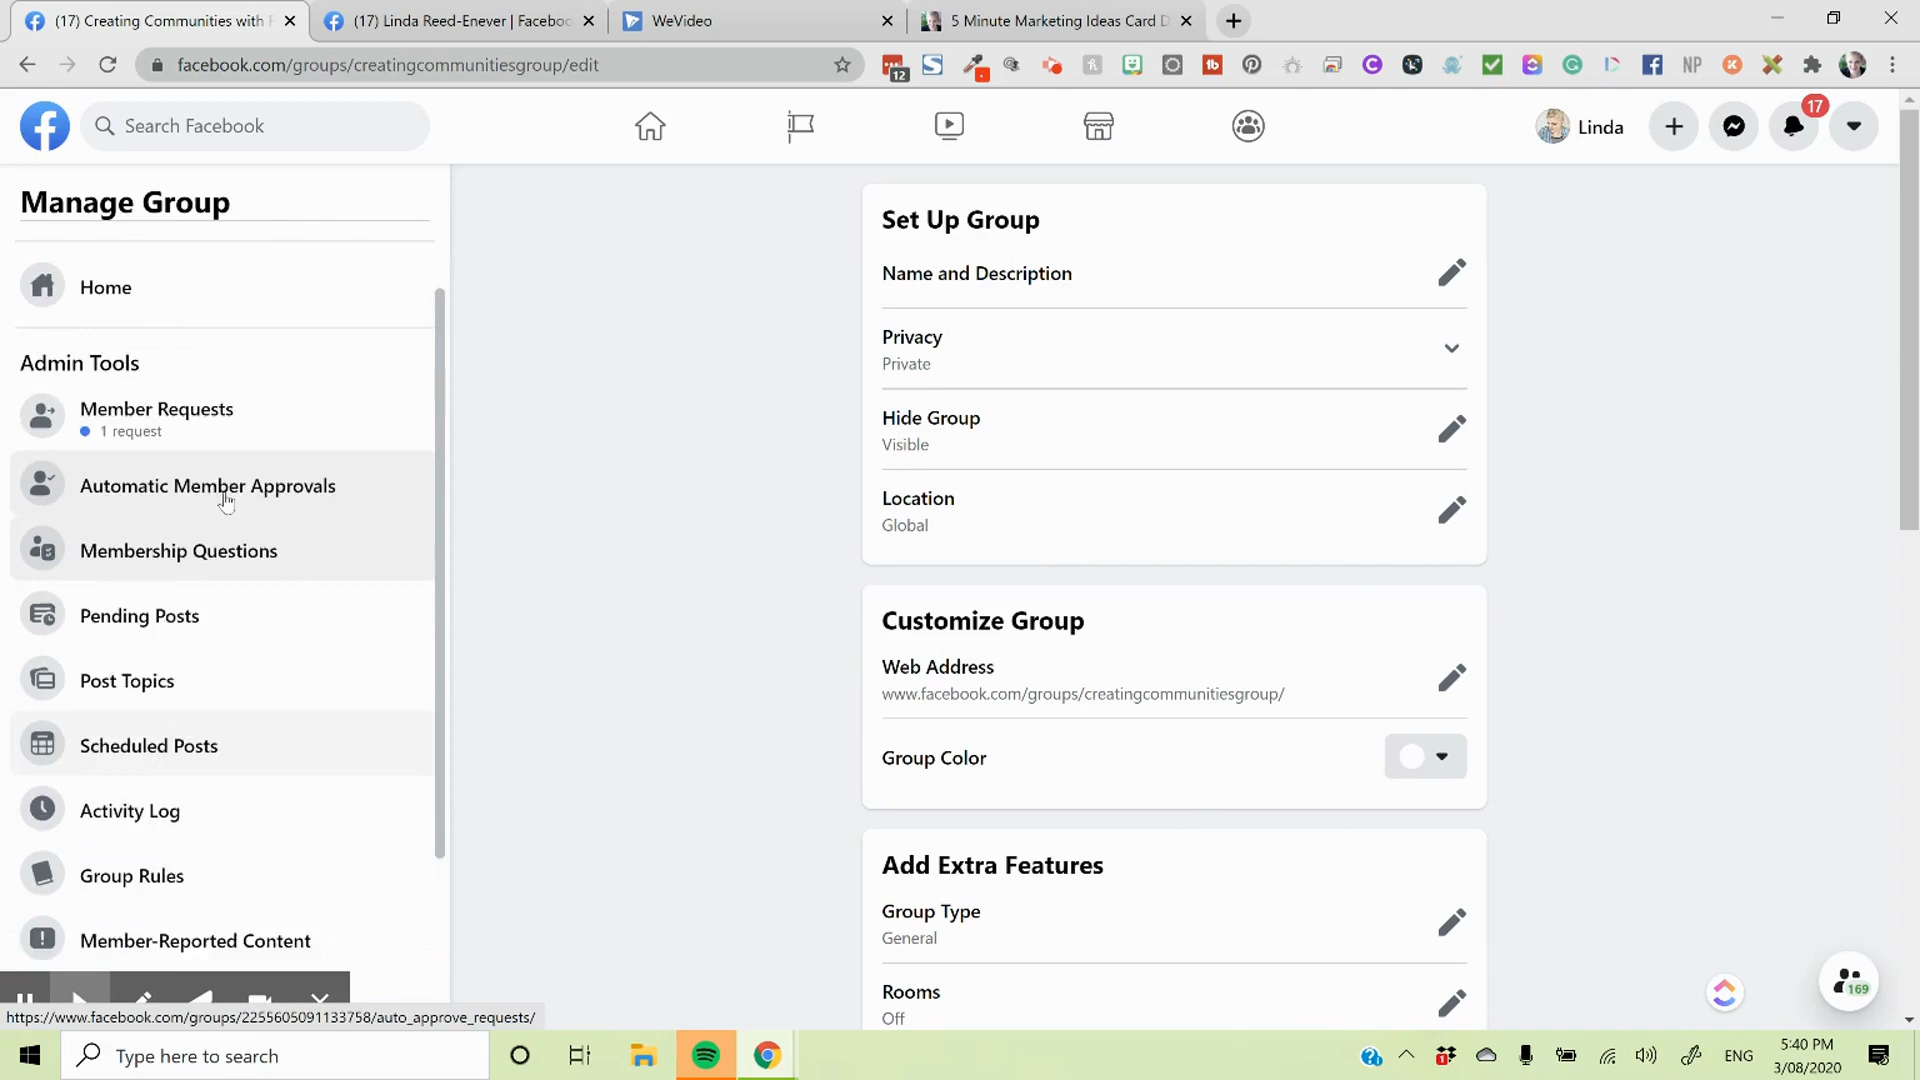 (17) Creating Communities with F
(17) Linda Reed-Enever | Faceboo
WeVideo
5 Minute Marketing Ideas Card D
facebook.com/groups/creatingcommunitiesgroup/edit
12
NP
Search Facebook
Linda
17
Manage Group
Home
Admin Tools
Member Requests
1 request
Automatic Member Approvals
Membership Questions
Pending Posts
Post Topics
Scheduled Posts
Activity Log
Group Rules
Member-Reported Content
Set Up Group
Name and Description
Privacy
Private
Hide Group
Visible
Location
Global
Customize Group
Web Address
www.facebook.com/groups/creatingcommunitiesgroup/
Group Color
Add Extra Features
Group Type
General
Rooms
Off
169
https://www.facebook.com/groups/2255605091133758/auto_approve_requests/
Type here to search
ENG
5:40 PM
3/08/2020